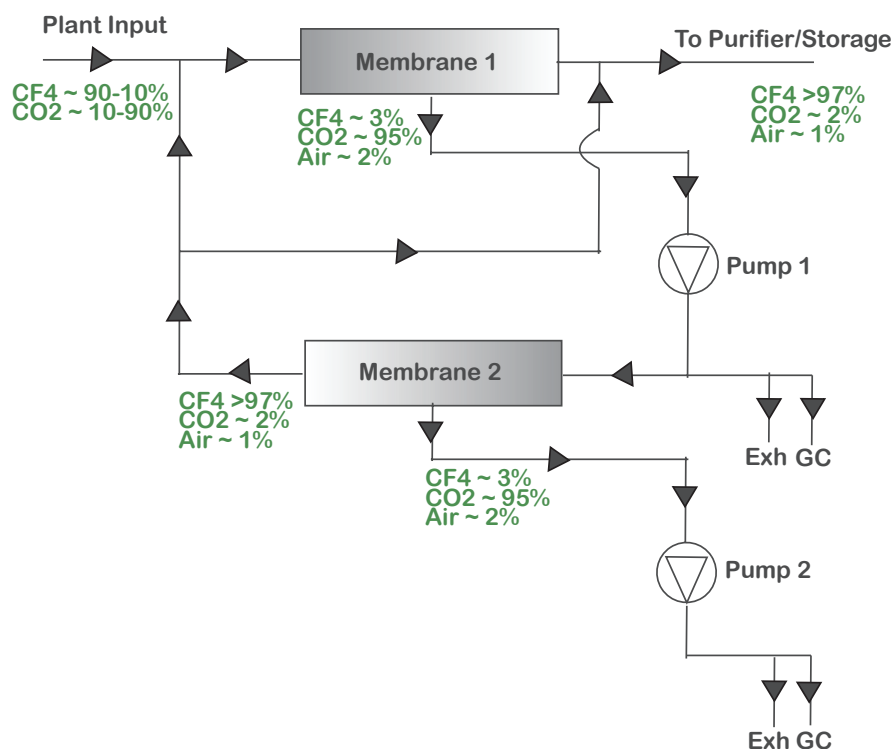 Plant Input
CF4 ~ 90-10%
CO2 ~ 10-90%
Membrane 1
To Purifier/Storage
CF4 >97%
CO2 ~ 2%
Air ~ 1%
CF4 ~ 3%
CO2 ~ 95%
Air ~ 2%
Pump 1
Membrane 2
CF4 >97%
CO2 ~ 2%
Air ~ 1%
Exh GC
CF4 ~ 3%
CO2 ~ 95%
Air ~ 2%
Pump 2
Exh GC